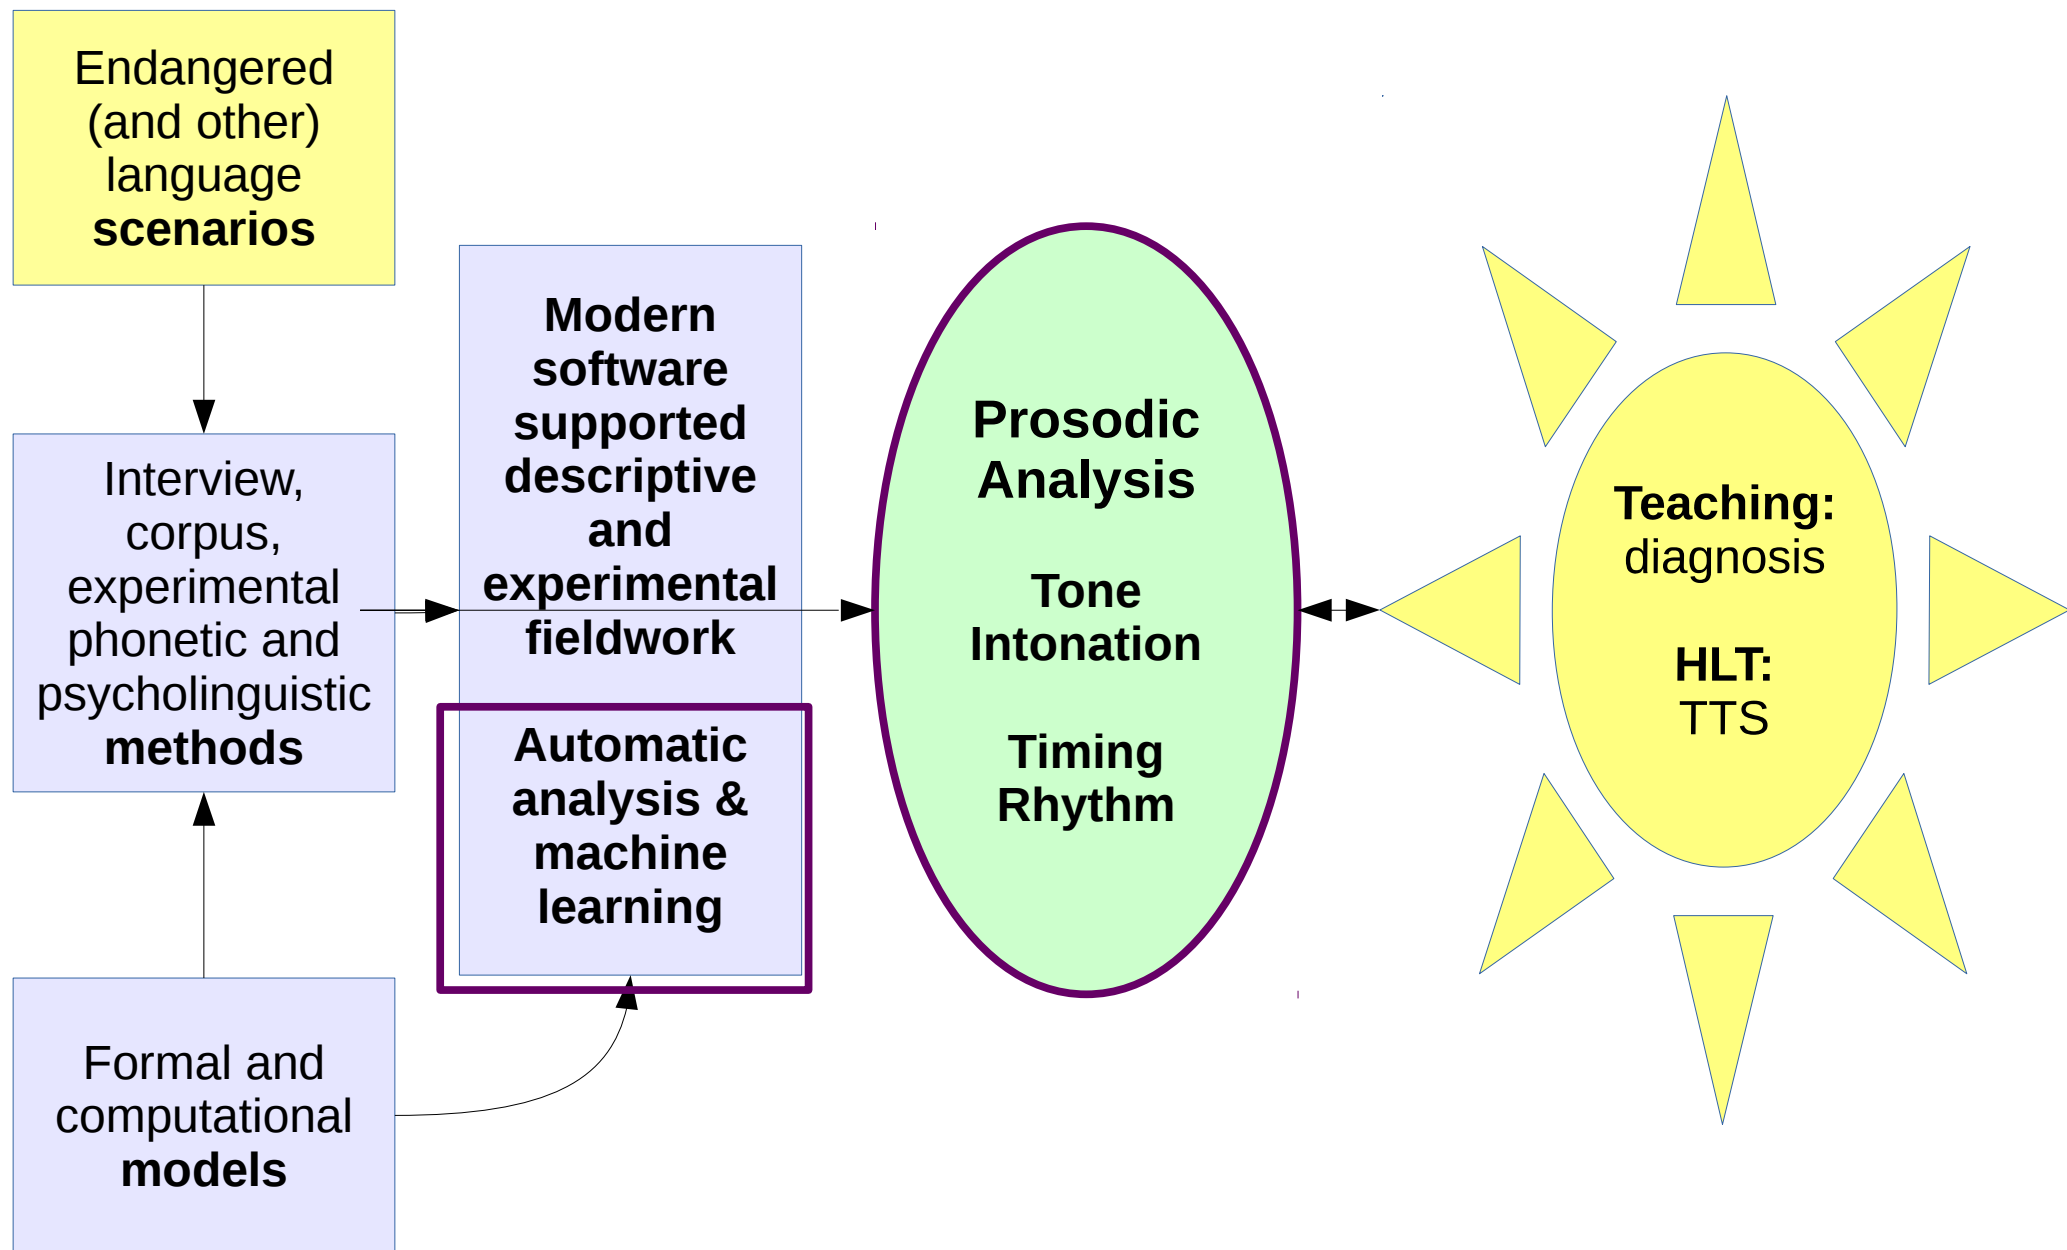 Endangered
(and other)
language
scenarios
Interview,
corpus,
experimental
phonetic and
psycholinguistic
methods
Formal and
computational
models
Modern
software
supported
descriptive
and
experimental
fieldwork
Automatic
analysis &
machine
learning
Prosodic
Analysis
Tone
Intonation
Timing
Rhythm
Teaching:
diagnosis
HLT:
TTS